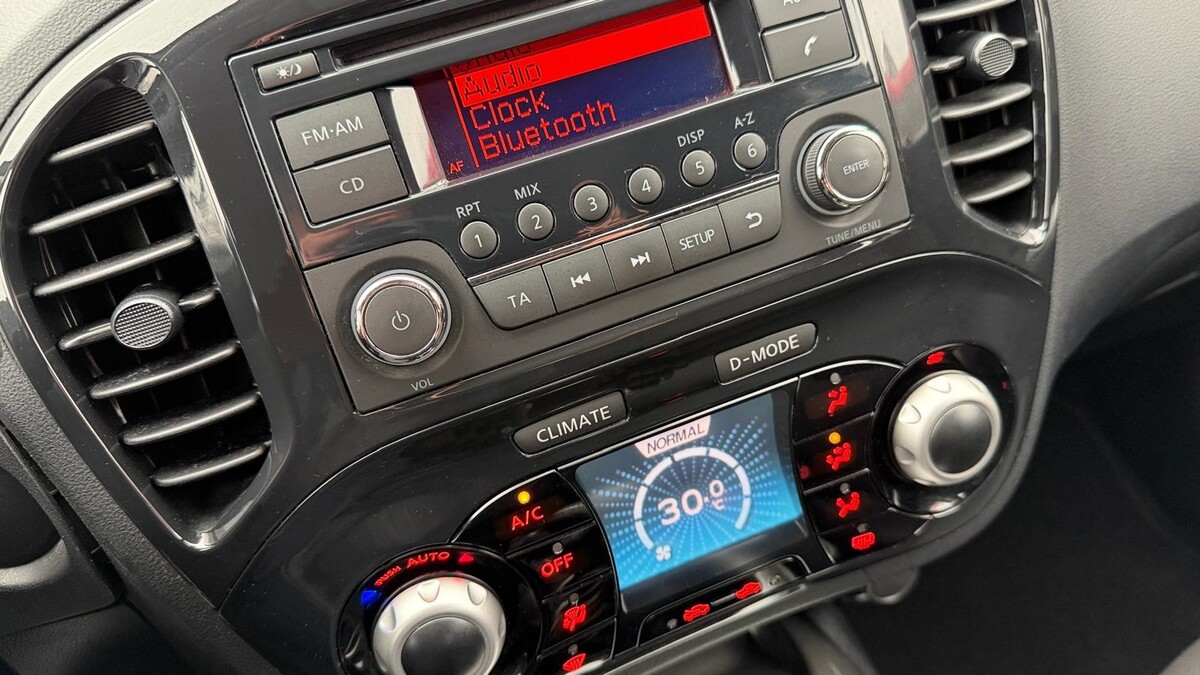 Audio
Clock
Bluetooth
AF
FM·AM
CD
RPT
MIX
DISP
A-Z
1
2
3
4
5
6
ENTER
TUNE/MENU
TA
SETUP
VOL
D-MODE
CLIMATE
NORMAL
30.0
°C
A/C
OFF
PUSH AUTO